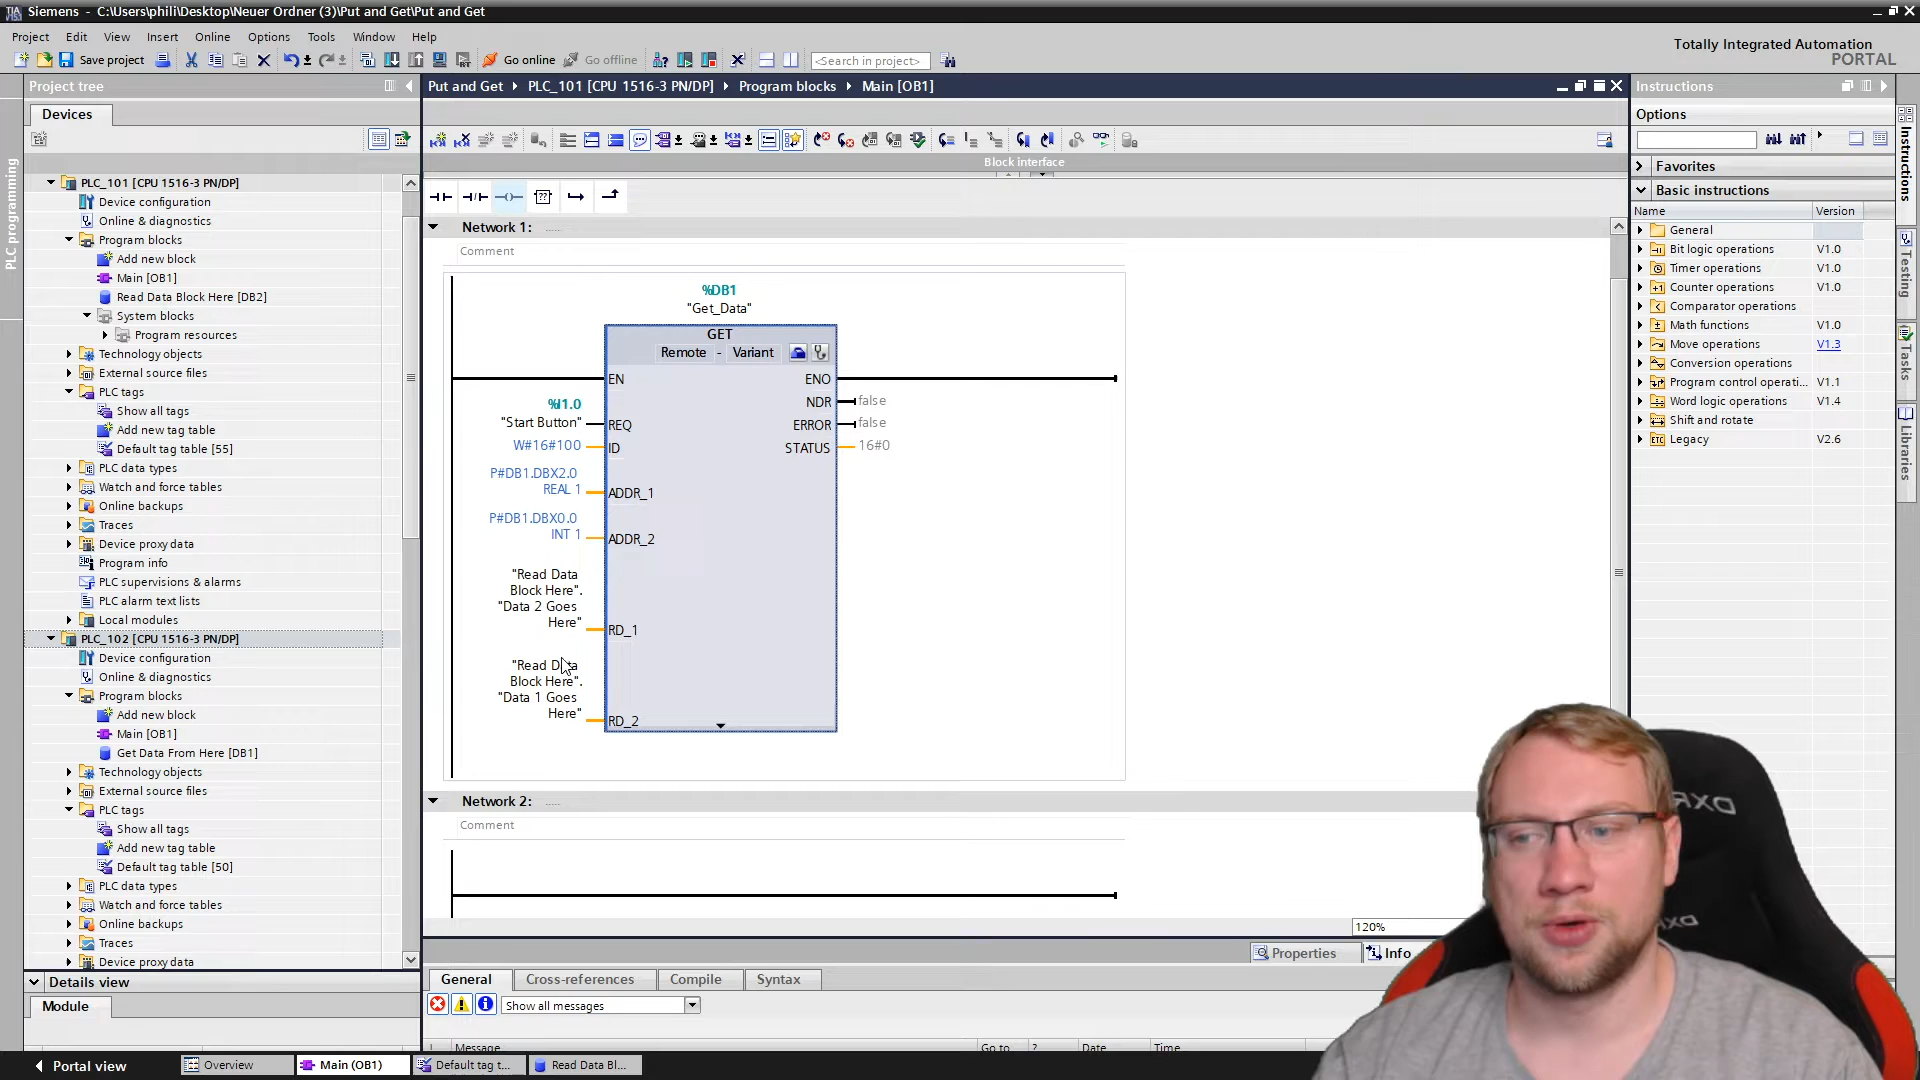 Siemens - C:\Users\phili\Desktop\Neuer Ordner (3)\Put and Get\Put and Get
Project Edit View Insert Online Options Tools Window Help
Totally Integrated Automation
PORTAL
Save project
Go online
Go offline
<Search in project>
Project tree
Put and Get PLC_101 [CPU 1516-3 PN/DP] Program blocks Main [OB1]
Instructions
Devices
Options
PLC programming
Block interface
PLC_101 [CPU 1516-3 PN/DP]
Device configuration
Online & diagnostics
Program blocks
Add new block
Main [OB1]
Read Data Block Here [DB2]
System blocks
Program resources
Technology objects
External source files
PLC tags
Show all tags
Add new tag table
Default tag table [55]
PLC data types
Watch and force tables
Online backups
Traces
Device proxy data
Program info
PLC supervisions & alarms
PLC alarm text lists
Local modules
PLC_102 [CPU 1516-3 PN/DP]
Device configuration
Online & diagnostics
Program blocks
Add new block
Main [OB1]
Get Data From Here [DB1]
Technology objects
External source files
PLC tags
Show all tags
Add new tag table
Default tag table [50]
PLC data types
Watch and force tables
Online backups
Traces
Device proxy data
Details view
Module
Network 1: .....
Comment
%DB1
"Get_Data"
GET
Remote - Variant
EN
ENO
%I1.0
"Start Button"
REQ
W#16#100
ID
P#DB1.DBX2.0
REAL 1
ADDR_1
P#DB1.DBX0.0
INT 1
ADDR_2
"Read Data
Block Here".
"Data 2 Goes
Here"
RD_1
"Read Data
Block Here".
"Data 1 Goes
Here"
RD_2
NDR
false
ERROR
false
STATUS
16#0
Network 2: .....
Comment
120%
Properties
Info
General
Cross-references
Compile
Syntax
Show all messages
Message
Go to
?
Date
Time
Favorites
Basic instructions
Name Version
General
Bit logic operations V1.0
Timer operations V1.0
Counter operations V1.0
Comparator operations
Math functions V1.0
Move operations V1.3
Conversion operations
Program control operati... V1.1
Word logic operations V1.4
Shift and rotate
Legacy V2.6
Instructions
Testing
Tasks
Libraries
Portal view
Overview
Main (OB1)
Default tag t...
Read Data Bl...